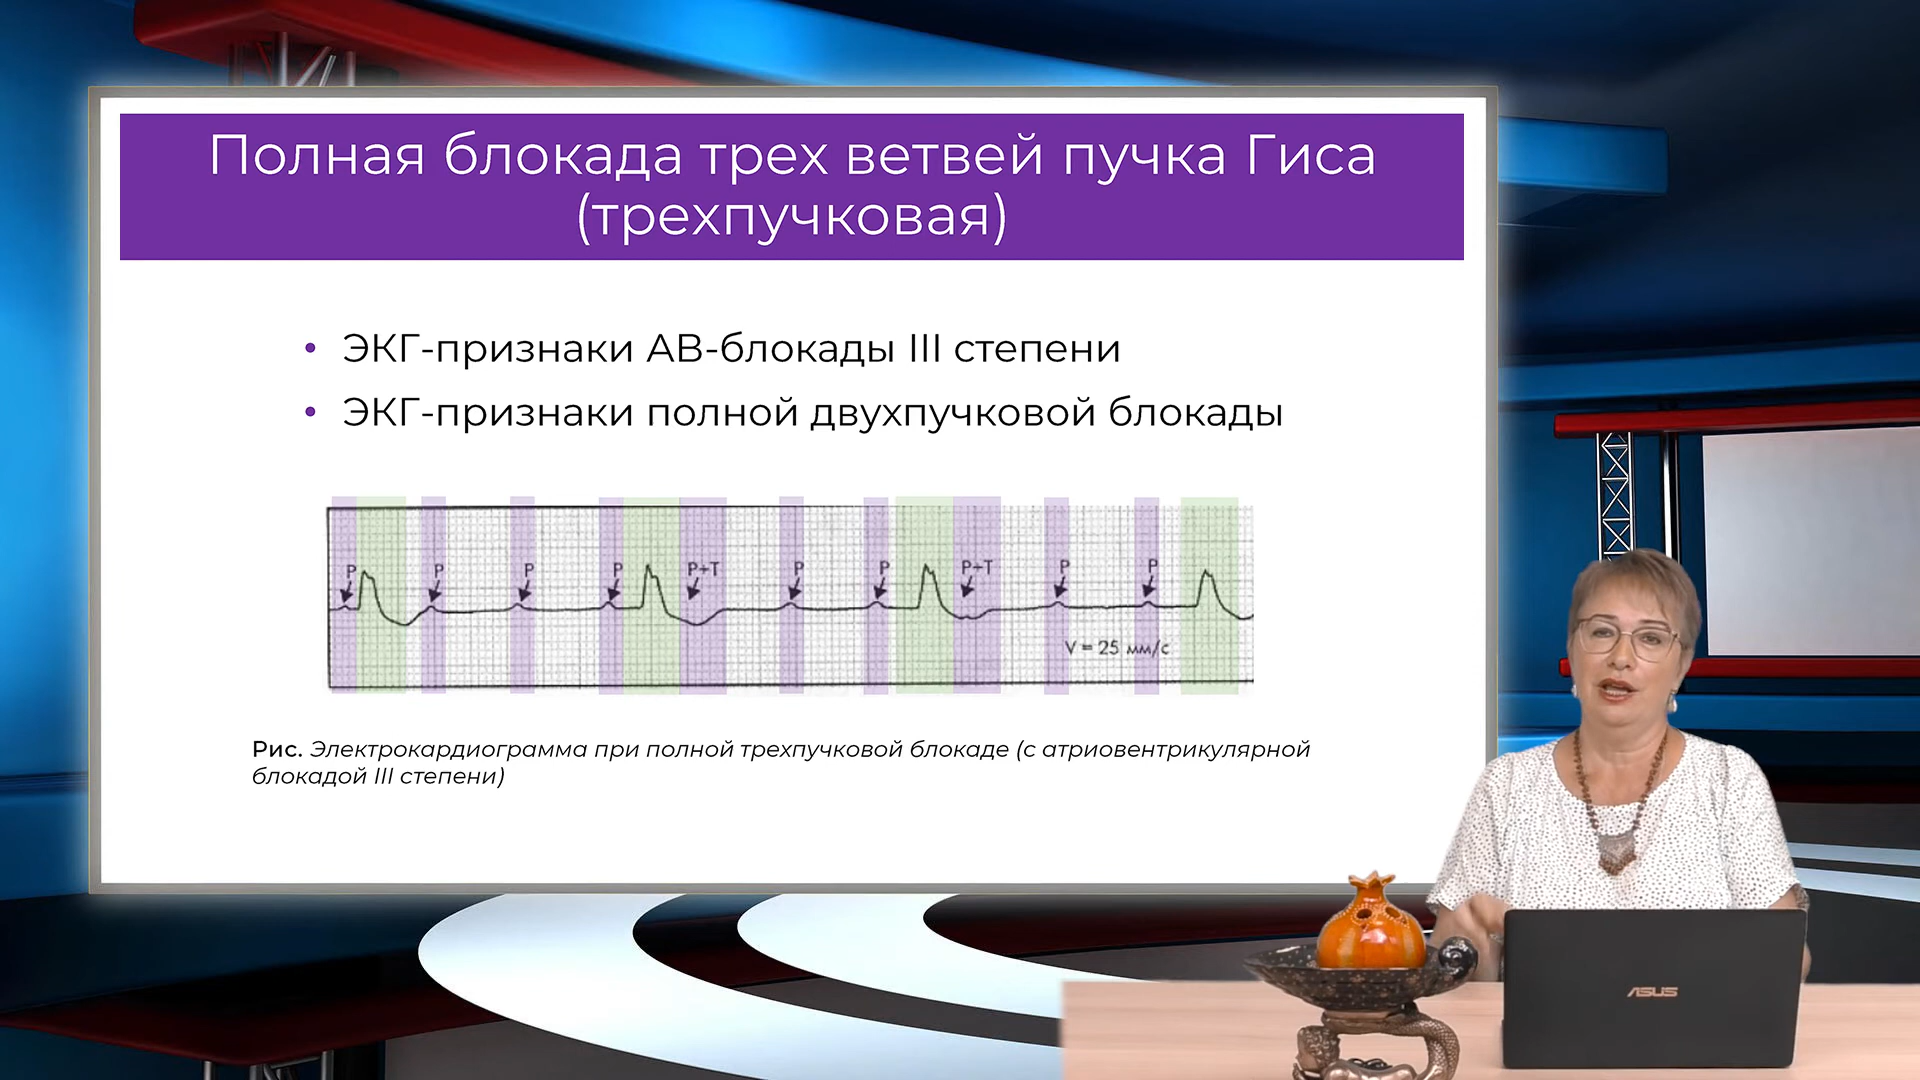 Полная блокада трех ветвей пучка Гиса
(трехпучковая)
• ЭКГ-признаки АВ-блокады III степени
• ЭКГ-признаки полной двухпучковой блокады
P P P P P+T P P P+T P P
V = 25 мм/с
Рис. Электрокардиограмма при полной трехпучковой блокаде (с атриовентрикулярной
блокадой III степени)
ASUS